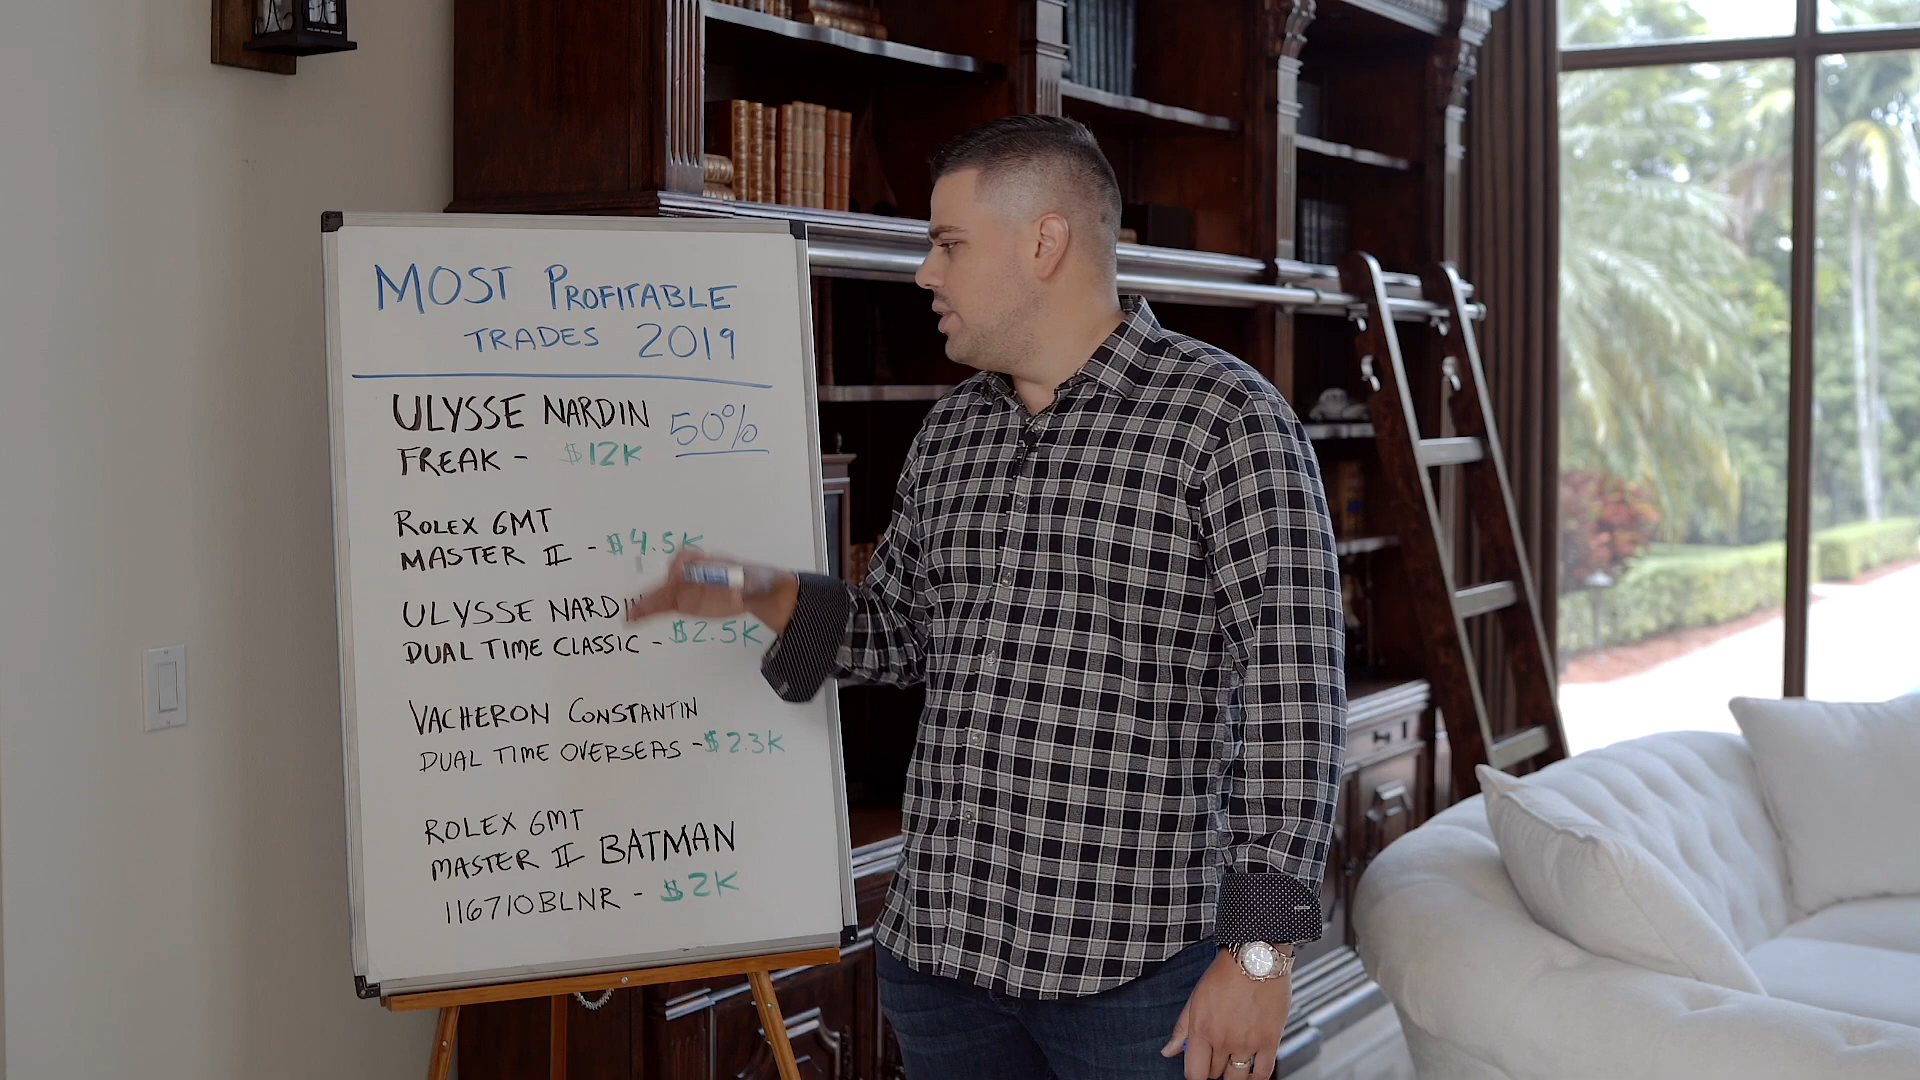 MOST PROFITABLE
TRADES 2019
ULYSSE NARDIN 50%
FREAK - $12K
ROLEX GMT
MASTER II - $4.5K
ULYSSE NARDIN
DUAL TIME CLASSIC - $2.5K
VACHERON CONSTANTIN
DUAL TIME OVERSEAS - $2.3K
ROLEX GMT
MASTER II BATMAN
116710BLNR - $2K